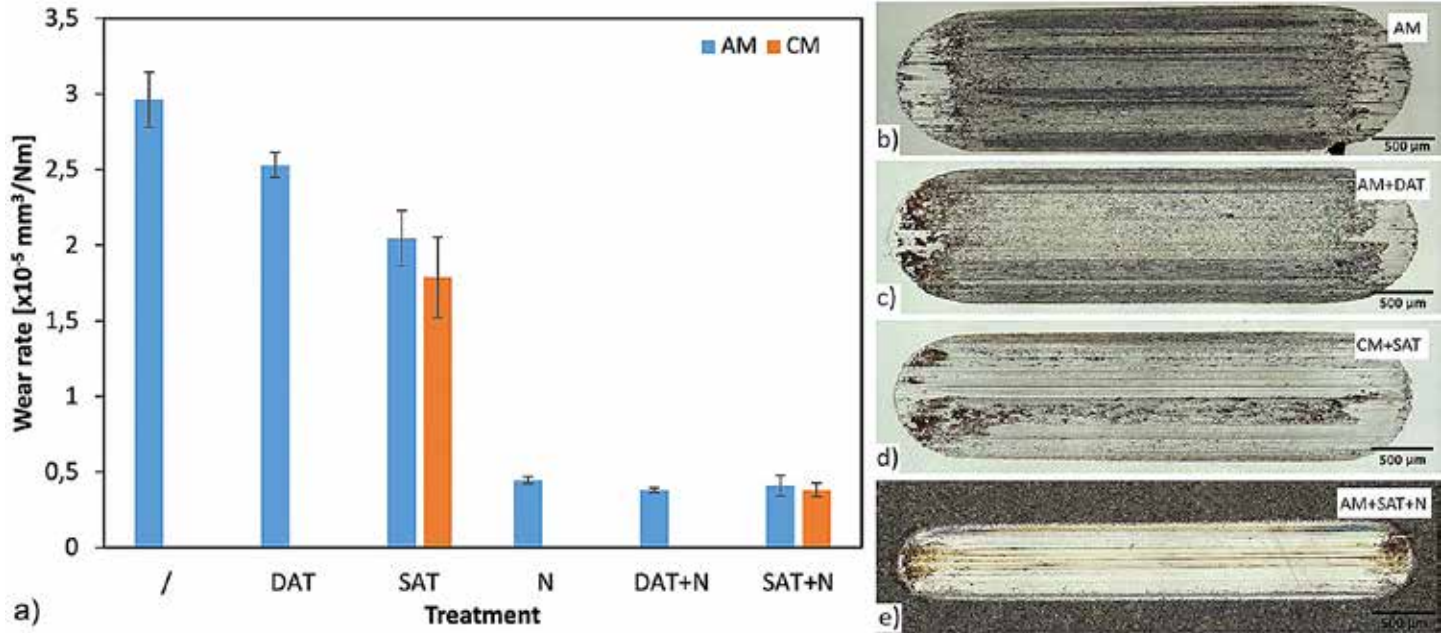 3,5
3
2,5
2
1,5
1
0,5
0
Wear rate [x10⁻⁵ mm³/Nm]
AM CM
/ DAT SAT N DAT+N SAT+N
Treatment
a)
AM
b)
500 µm
AM+DAT
c)
500 µm
CM+SAT
d)
500 µm
AM+SAT+N
e)
500 µm